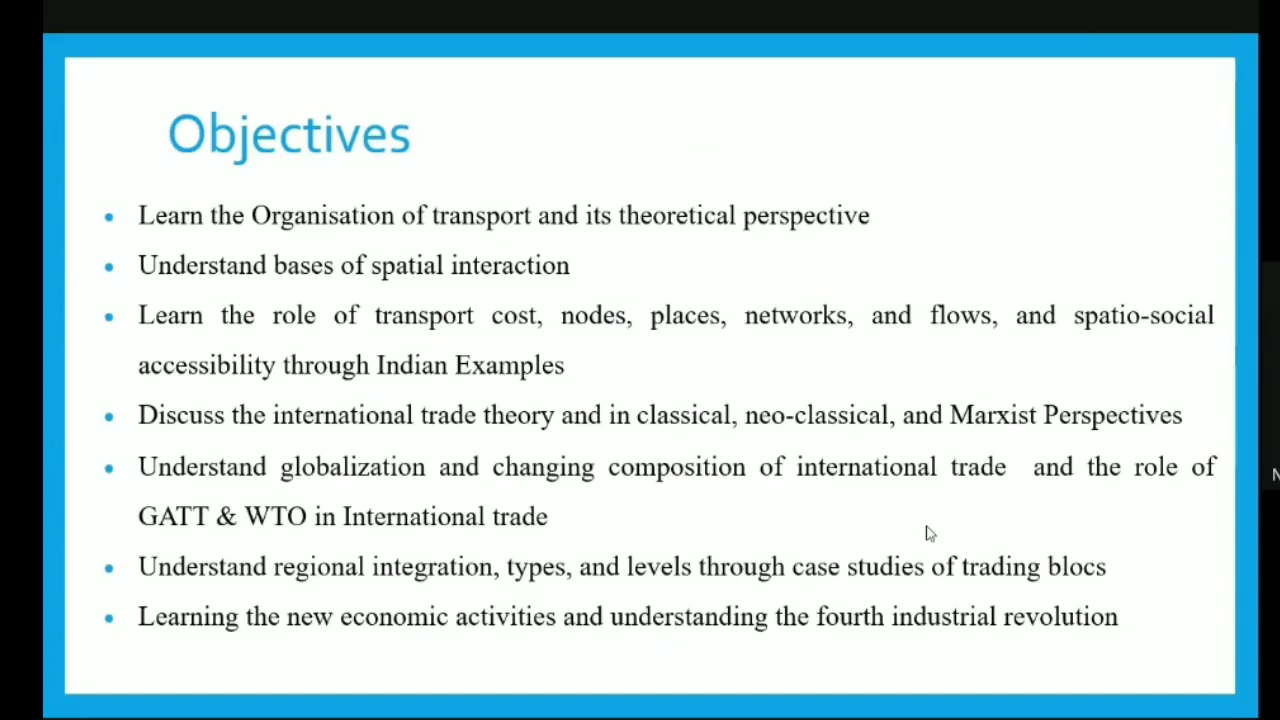 Objectives
• Learn the Organisation of transport and its theoretical perspective
• Understand bases of spatial interaction
• Learn the role of transport cost, nodes, places, networks, and flows, and spatio-social
accessibility through Indian Examples
• Discuss the international trade theory and in classical, neo-classical, and Marxist Perspectives
• Understand globalization and changing composition of international trade and the role of
GATT & WTO in International trade
• Understand regional integration, types, and levels through case studies of trading blocs
• Learning the new economic activities and understanding the fourth industrial revolution